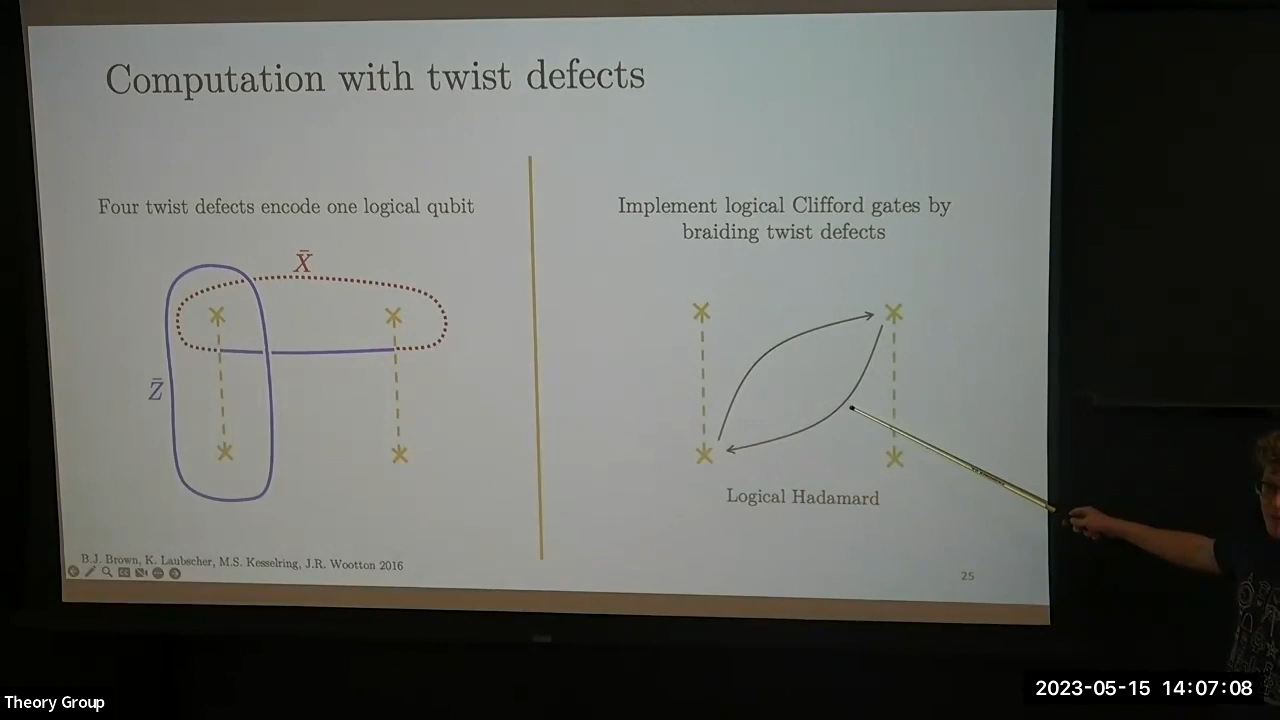 Computation with twist defects
Four twist defects encode one logical qubit
X̄
Z̄
B.J. Brown, K. Laubscher, M.S. Kesselring, J.R. Wootton 2016
Implement logical Clifford gates by
braiding twist defects
Logical Hadamard
25
Theory Group
2023-05-15 14:07:08